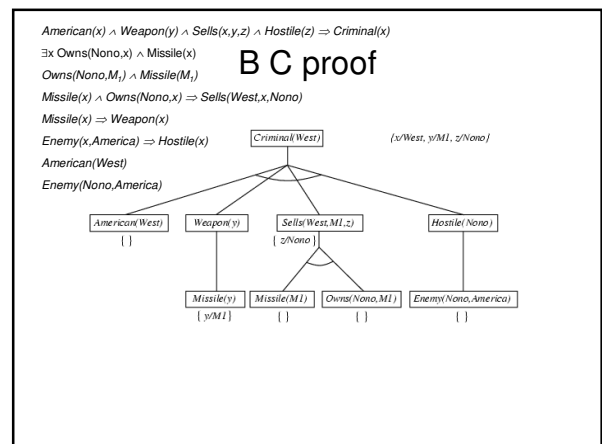 American(x) ∧ Weapon(y) ∧ Sells(x,y,z) ∧ Hostile(z) ⇒ Criminal(x)
∃x Owns(Nono,x) ∧ Missile(x)
B C proof
Owns(Nono,M₁) ∧ Missile(M₁)
Missile(x) ∧ Owns(Nono,x) ⇒ Sells(West,x,Nono)
Missile(x) ⇒ Weapon(x)
Enemy(x,America) ⇒ Hostile(x)
American(West)
Enemy(Nono,America)
Criminal(West) {x/West, y/M1, z/Nono}
American(West) Weapon(y) Sells(West,M1,z) Hostile(Nono)
{ } { z/Nono }
Missile(y) Missile(M1) Owns(Nono,M1) Enemy(Nono,America)
{ y/M1 } { } { } { }